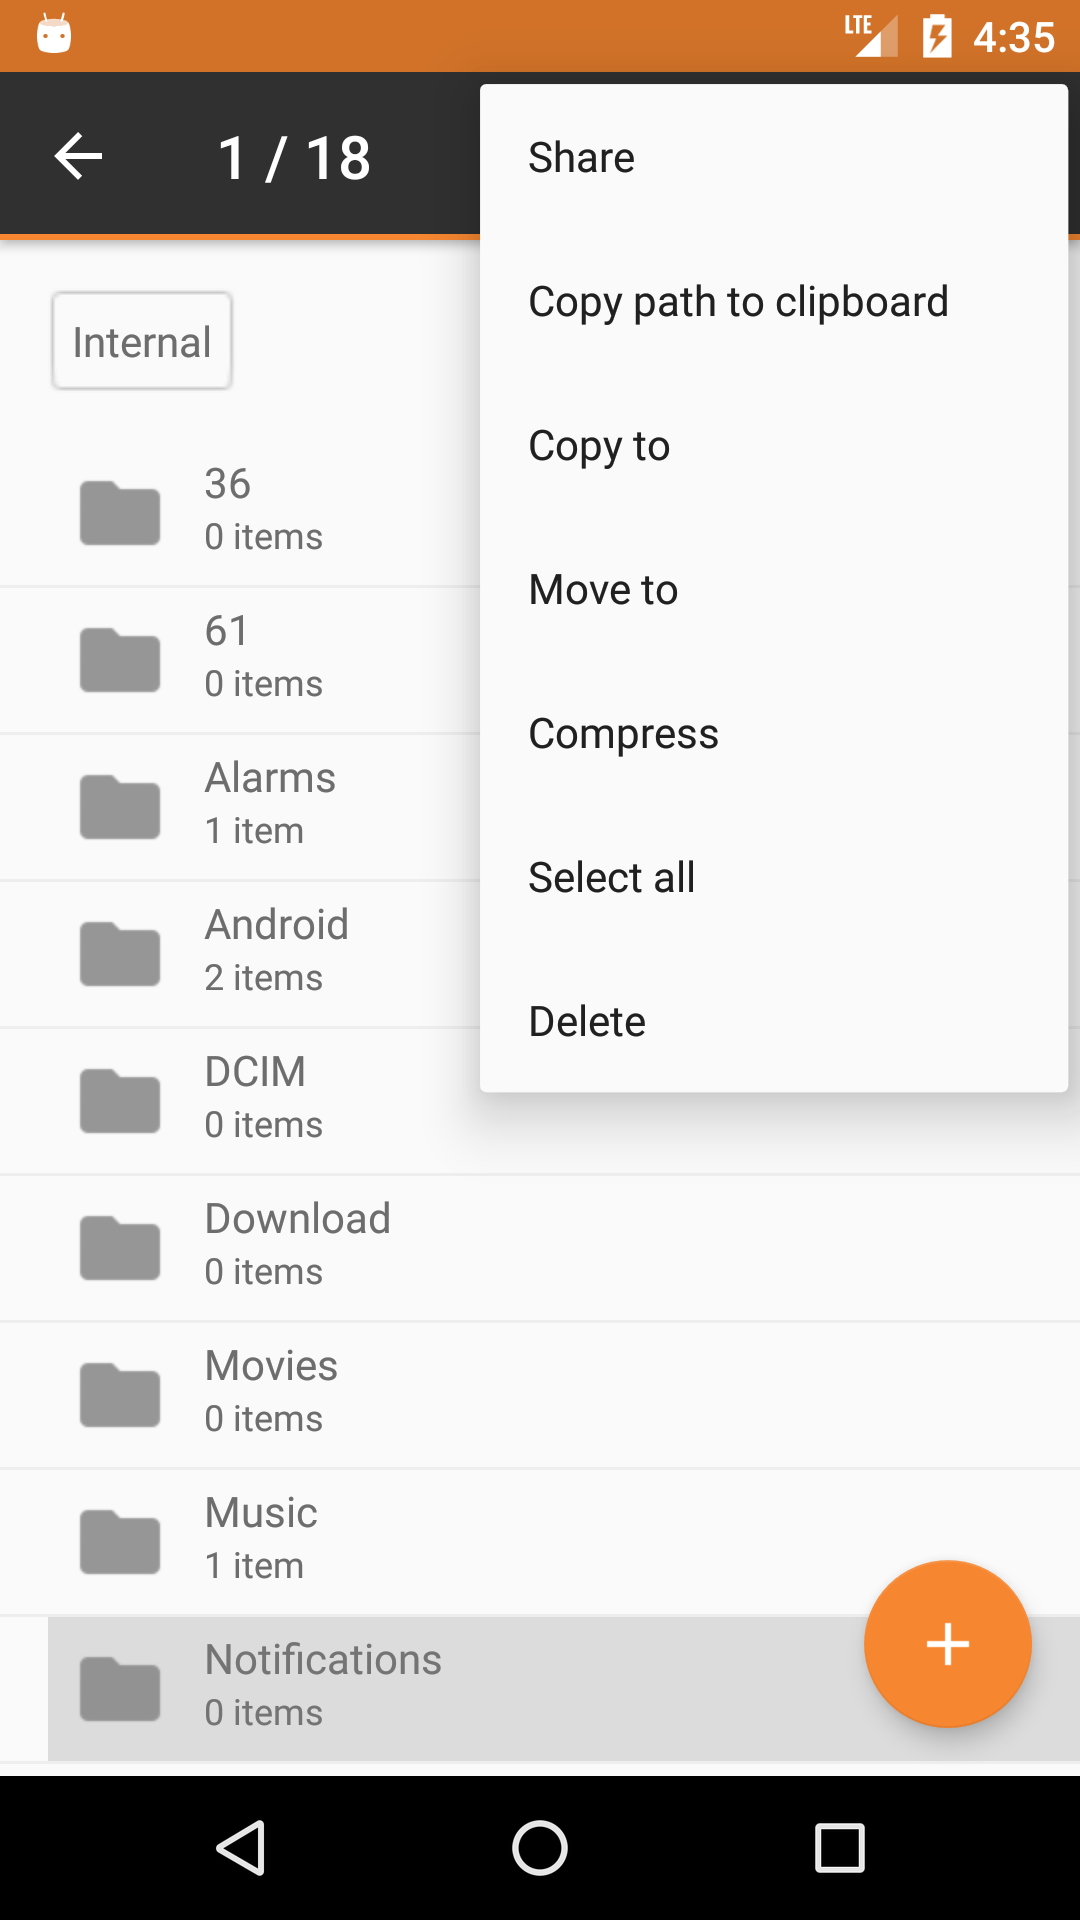 LTE 4:35
1 / 18
Share
Copy path to clipboard
Copy to
Move to
Compress
Select all
Delete
Internal
36
0 items
61
0 items
Alarms
1 item
Android
2 items
DCIM
0 items
Download
0 items
Movies
0 items
Music
1 item
Notifications
0 items